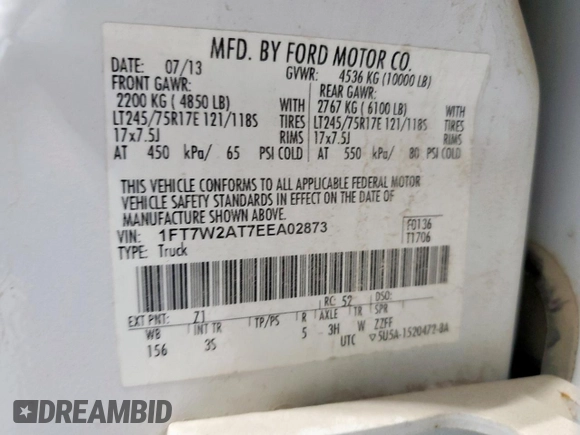 MFD. BY FORD MOTOR CO.
DATE: 07/13 GVWR: 4536 KG (10000 LB)
FRONT GAWR: REAR GAWR:
2200 KG ( 4850 LB) WITH 2767 KG ( 6100 LB) WITH
LT245/75R17E 121/118S TIRES LT245/75R17E 121/118S TIRES
17x7.5J RIMS 17x7.5J RIMS
AT 450 kPa/ 65 PSI COLD AT 550 kPa/ 80 PSI COLD
THIS VEHICLE CONFORMS TO ALL APPLICABLE FEDERAL MOTOR
VEHICLE SAFETY STANDARDS IN EFFECT ON THE DATE OF
MANUFACTURE SHOWN ABOVE.
VIN: 1FT7W2AT7EEA02873 F0136
TYPE: Truck T1706
EXT PNT: Z1 RC: 52 DSO:
WB INT TR TP/PS R AXLE TR SPR
156 3S 5 3H W ZZFF
UTC ▽5U5A-1520472-BA
DREAMBID